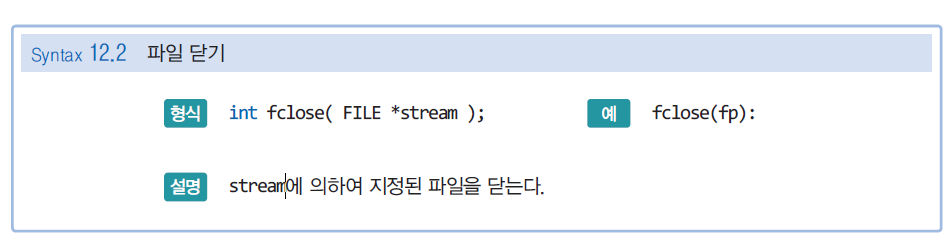 Syntax 12.2 파일 닫기
형식 int fclose( FILE *stream ); 예 fclose(fp):
설명 stream에 의하여 지정된 파일을 닫는다.